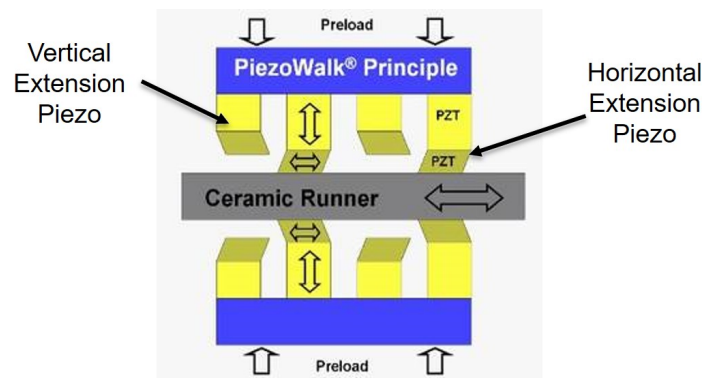 Preload
Vertical
Extension
Piezo
PiezoWalk® Principle
Horizontal
Extension
Piezo
PZT
PZT
Ceramic Runner
Preload